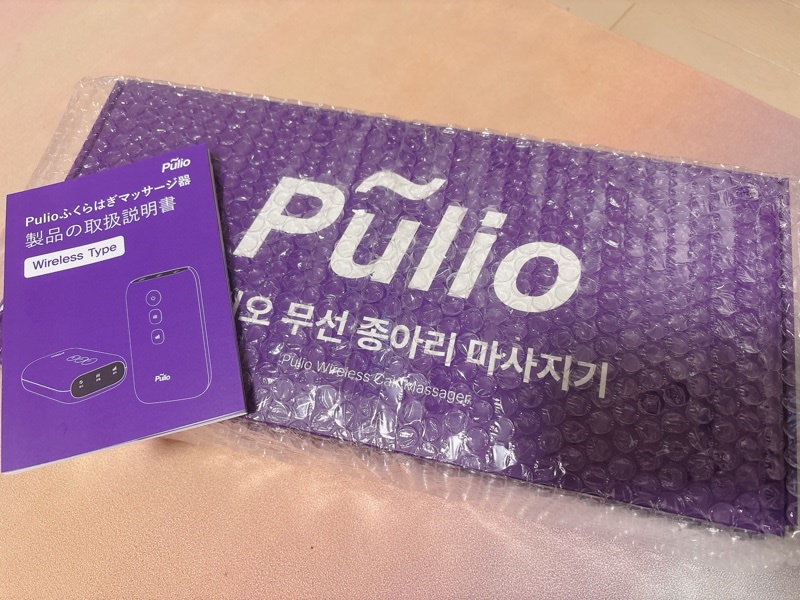 Pulio
Pulioふくらはぎマッサージ器
製品の取扱説明書
Wireless Type
Pulio
Pulio
오 무선 종아리 마사지기
Pulio Wireless Calf Massager